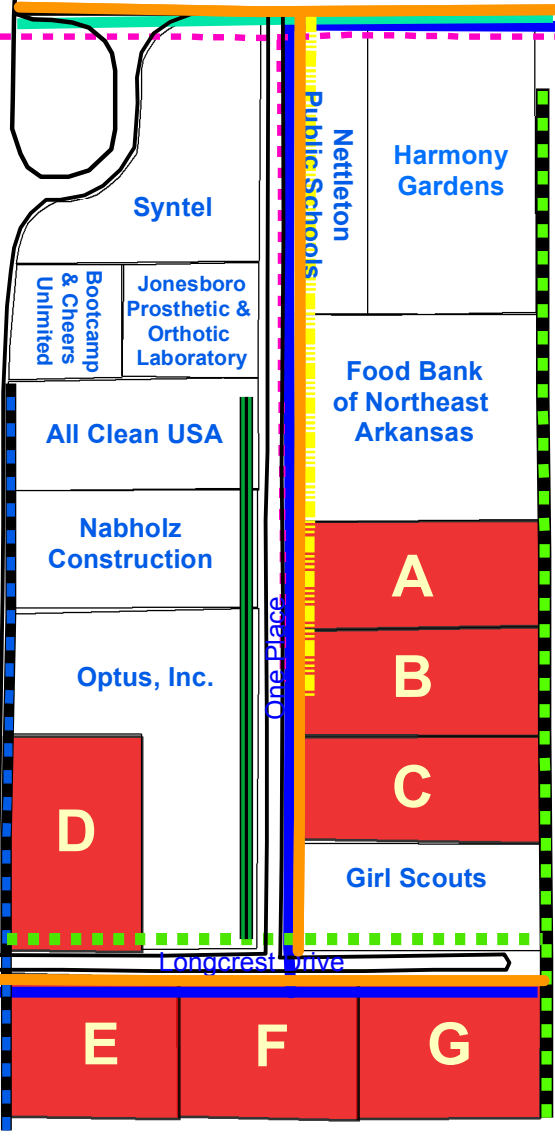 Syntel
Nettleton
Public Schools
Harmony
Gardens
Bootcamp
& Cheers
Unlmited
Jonesboro
Prosthetic &
Orthotic
Laboratory
Food Bank
of Northeast
Arkansas
All Clean USA
Nabholz
Construction
A
One Place
Optus, Inc.
B
C
D
Girl Scouts
Longcrest Drive
E
F
G